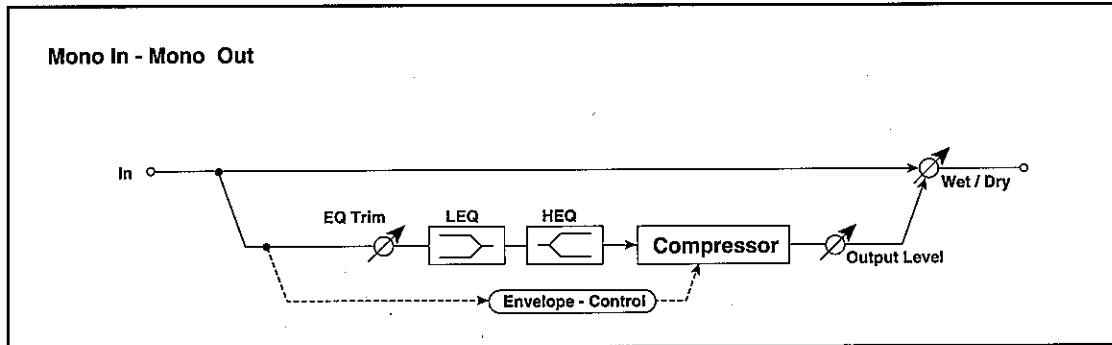 Mono In - Mono Out
In
Wet / Dry
EQ Trim
LEQ
HEQ
Compressor
Output Level
Envelope - Control